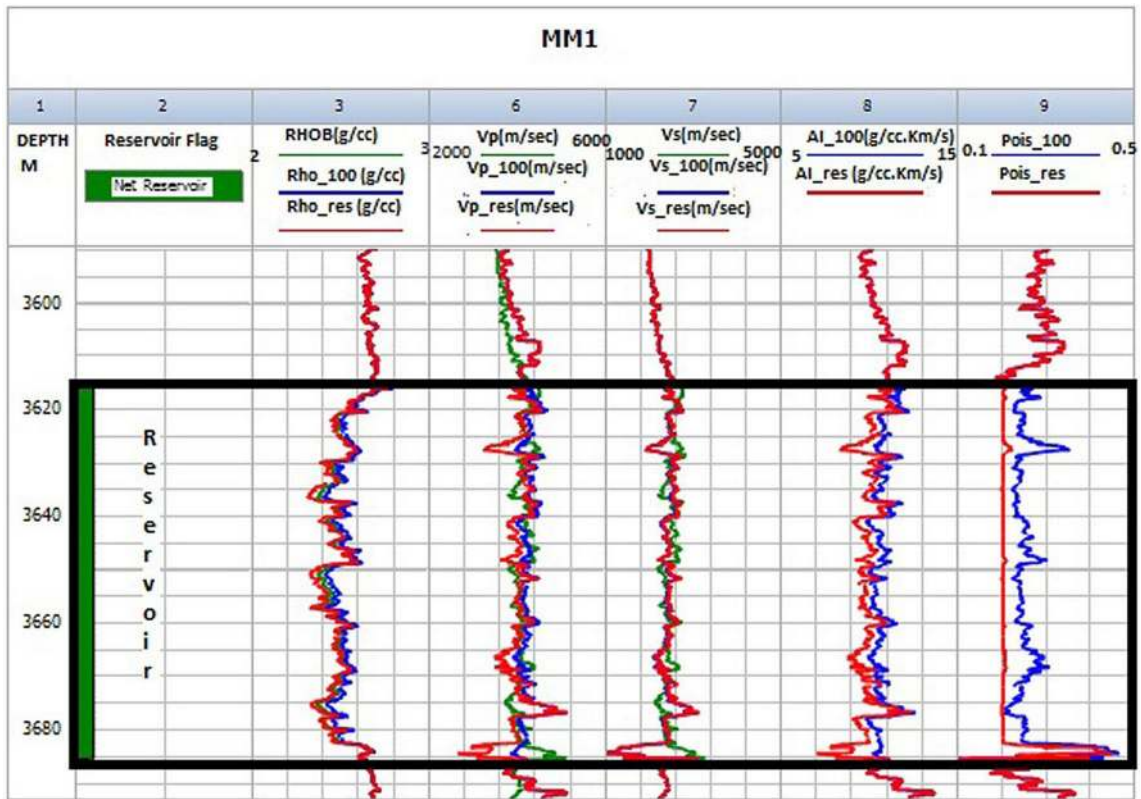 MM1
1 2 3 6 7 8 9
DEPTH
M
Reservoir Flag
Net Reservoir
RHOB(g/cc)
2 3
Rho_100 (g/cc)
Rho_res (g/cc)
Vp(m/sec)
2000 6000
Vp_100(m/sec)
Vp_res(m/sec)
Vs(m/sec)
1000 5000
Vs_100(m/sec)
Vs_res(m/sec)
AI_100(g/cc.Km/s)
5 15
AI_res (g/cc.Km/s)
Pois_100
0.1 0.5
Pois_res
3600
3620
3640
3660
3680
Reservoir